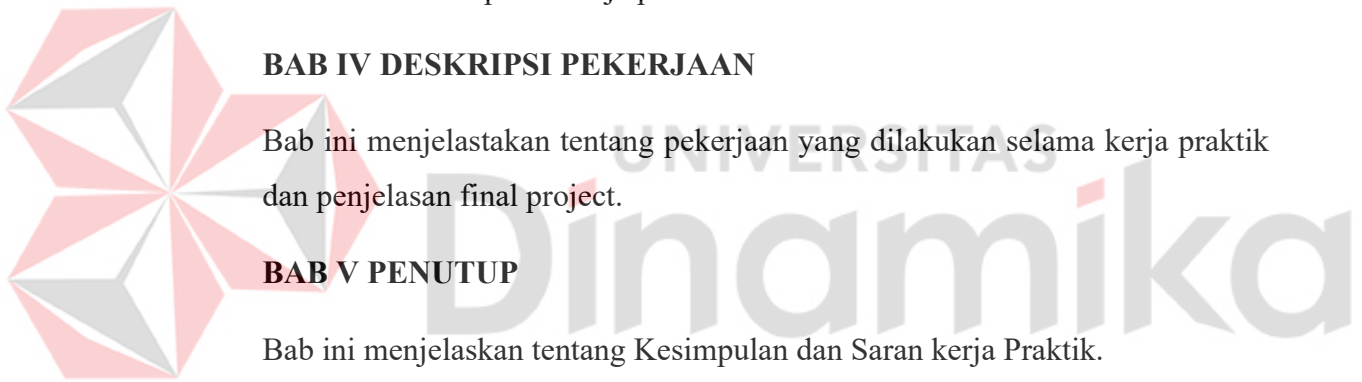 BAB IV DESKRIPSI PEKERJAAN
Bab ini menjelastakan tentang pekerjaan yang dilakukan selama kerja praktik
dan penjelasan final project.
BAB V PENUTUP
Bab ini menjelaskan tentang Kesimpulan dan Saran kerja Praktik.
UNIVERSITAS
Dinamika